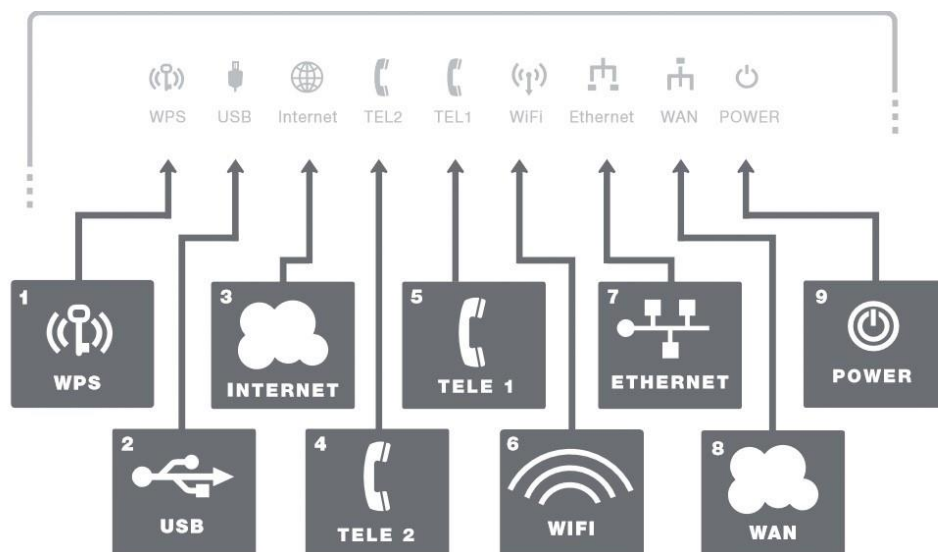 WPS USB Internet TEL2 TEL1 WiFi Ethernet WAN POWER
1
WPS
2
USB
3
INTERNET
4
TELE 2
5
TELE 1
6
WIFI
7
ETHERNET
8
WAN
9
POWER